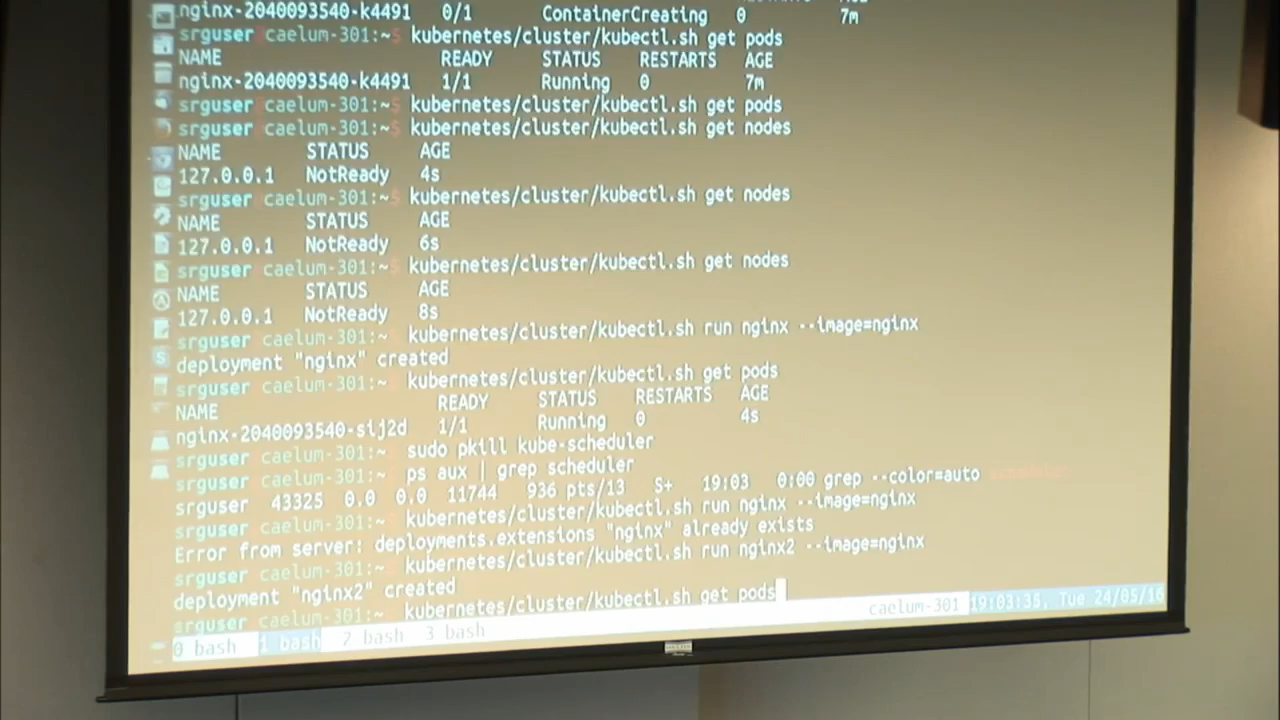 nginx-2040093540-k4491 0/1 ContainerCreating 0 7m
srguser caelum-301:~$ kubernetes/cluster/kubectl.sh get pods
NAME READY STATUS RESTARTS AGE
nginx-2040093540-k4491 1/1 Running 0 7m
srguser caelum-301:~$ kubernetes/cluster/kubectl.sh get pods
srguser caelum-301:~$ kubernetes/cluster/kubectl.sh get nodes
NAME STATUS AGE
127.0.0.1 NotReady 4s
srguser caelum-301:~$ kubernetes/cluster/kubectl.sh get nodes
NAME STATUS AGE
127.0.0.1 NotReady 6s
srguser caelum-301:~ kubernetes/cluster/kubectl.sh get nodes
NAME STATUS AGE
127.0.0.1 NotReady 8s
srguser caelum-301:~ kubernetes/cluster/kubectl.sh run nginx --image=nginx
deployment "nginx" created
srguser caelum-301:~ kubernetes/cluster/kubectl.sh get pods
NAME READY STATUS RESTARTS AGE
nginx-2040093540-sij2d 1/1 Running 0 4s
srguser caelum-301:~ sudo pkill kube-scheduler
srguser caelum-301:~ ps aux | grep scheduler
srguser 43325 0.0 0.0 11744 936 pts/13 S+ 19:03 0:00 grep --color=auto
srguser caelum-301:~ kubernetes/cluster/kubectl.sh run nginx --image=nginx
Error from server: deployments.extensions "nginx" already exists
srguser caelum-301:~ kubernetes/cluster/kubectl.sh run nginx2 --image=nginx
deployment "nginx2" created
srguser caelum-301:~ kubernetes/cluster/kubectl.sh get pods
0 bash 1 bash 2 bash 3 bash caelum-301 19:03:35, Tue 24/05/16